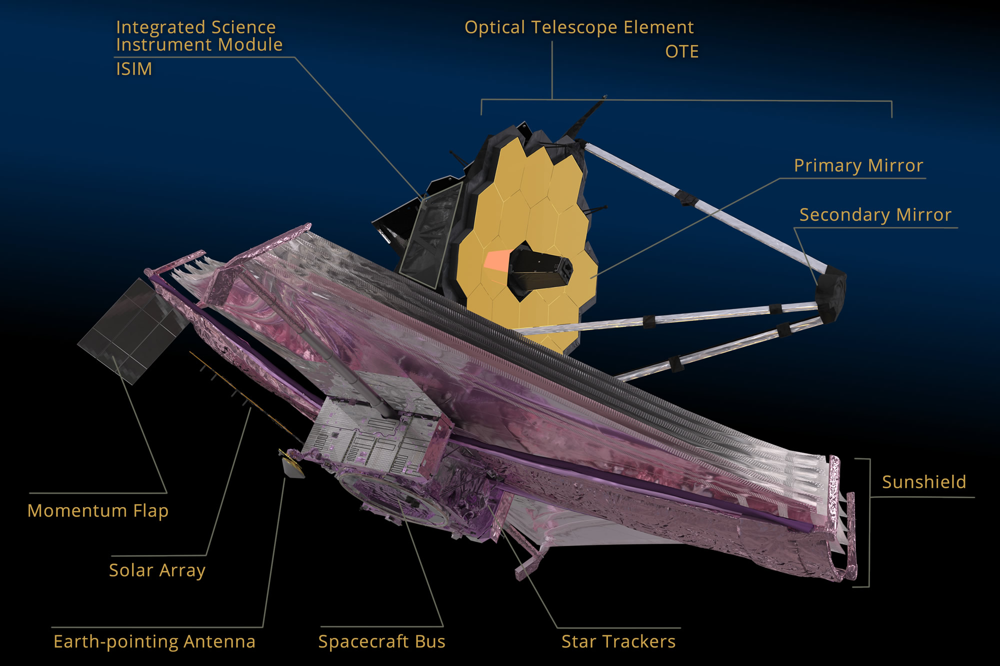 Integrated Science
Instrument Module
ISIM
Optical Telescope Element
OTE
Primary Mirror
Secondary Mirror
Sunshield
Momentum Flap
Solar Array
Earth-pointing Antenna
Spacecraft Bus
Star Trackers